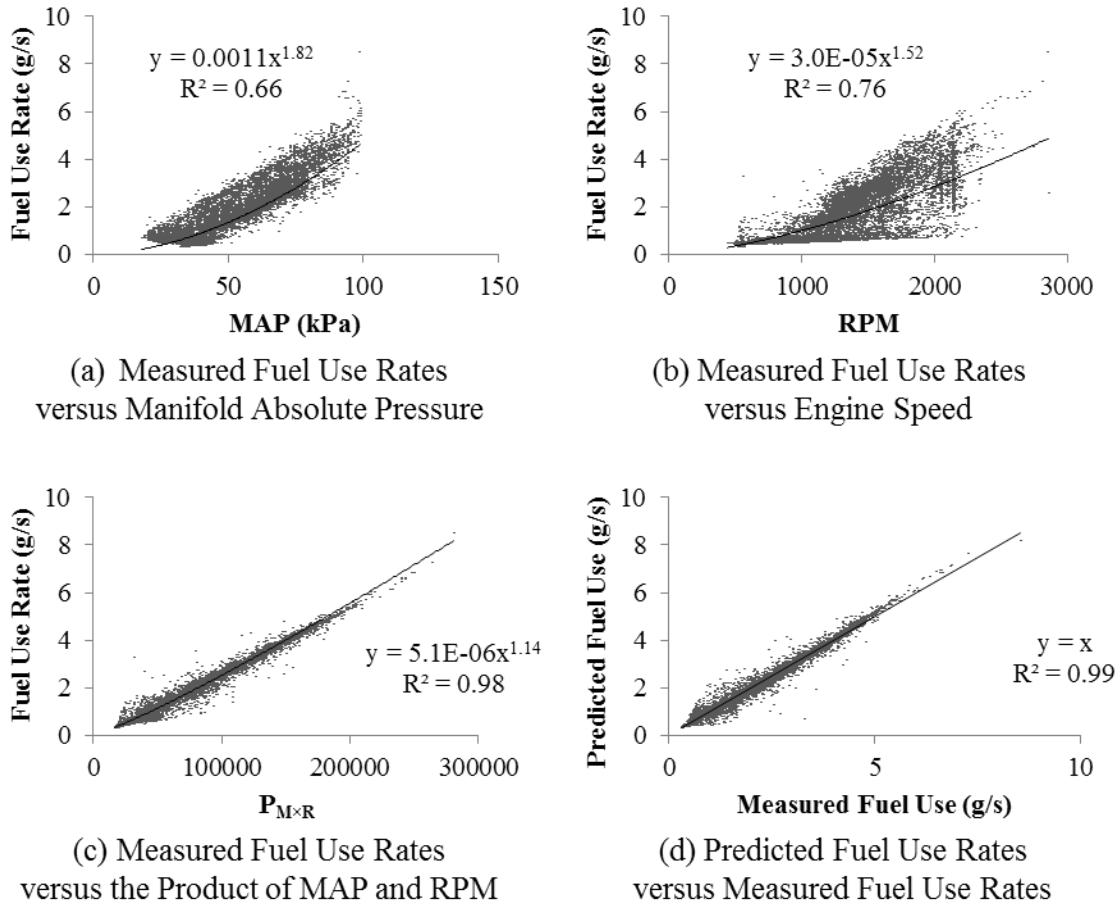 10
8
6
4
2
0
Fuel Use Rate (g/s)
y = 0.0011x^1.82
R² = 0.66
0 50 100 150
MAP (kPa)
(a) Measured Fuel Use Rates
versus Manifold Absolute Pressure
10
8
6
4
2
0
Fuel Use Rate (g/s)
y = 3.0E-05x^1.52
R² = 0.76
0 1000 2000 3000
RPM
(b) Measured Fuel Use Rates
versus Engine Speed
10
8
6
4
2
0
Fuel Use Rate (g/s)
y = 5.1E-06x^1.14
R² = 0.98
0 100000 200000 300000
P_M×R
(c) Measured Fuel Use Rates
versus the Product of MAP and RPM
10
8
6
4
2
0
Predicted Fuel Use (g/s)
y = x
R² = 0.99
0 5 10
Measured Fuel Use (g/s)
(d) Predicted Fuel Use Rates
versus Measured Fuel Use Rates